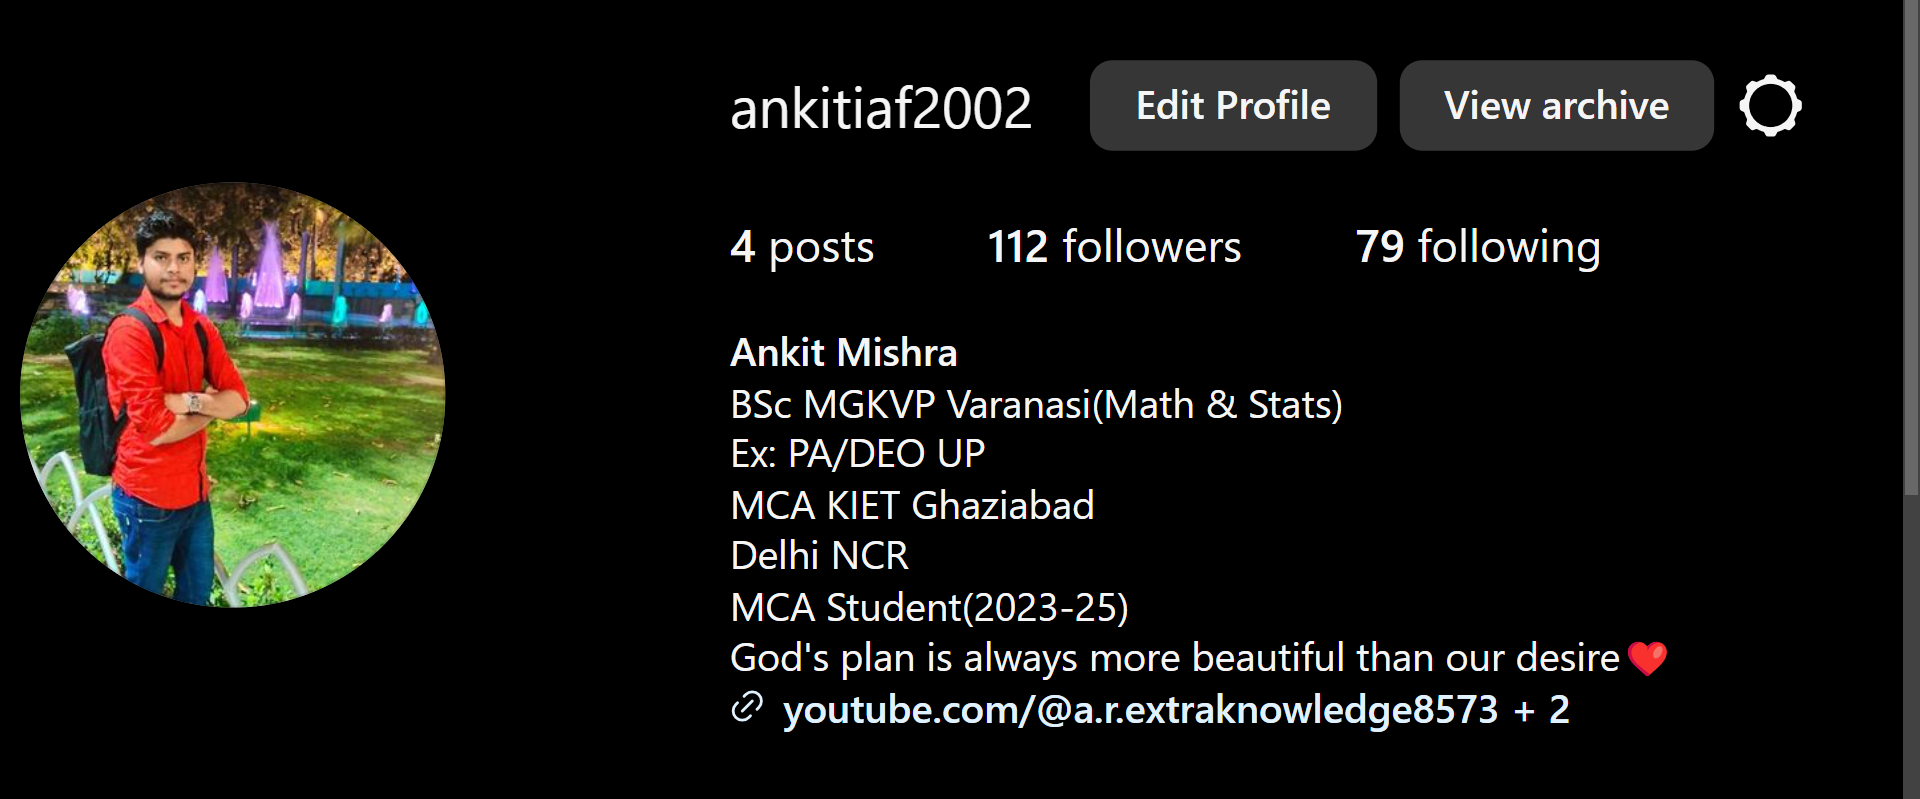 ankitiaf2002 Edit Profile View archive
4 posts 112 followers 79 following
Ankit Mishra
BSc MGKVP Varanasi(Math & Stats)
Ex: PA/DEO UP
MCA KIET Ghaziabad
Delhi NCR
MCA Student(2023-25)
God's plan is always more beautiful than our desire❤️
youtube.com/@a.r.extraknowledge8573 + 2